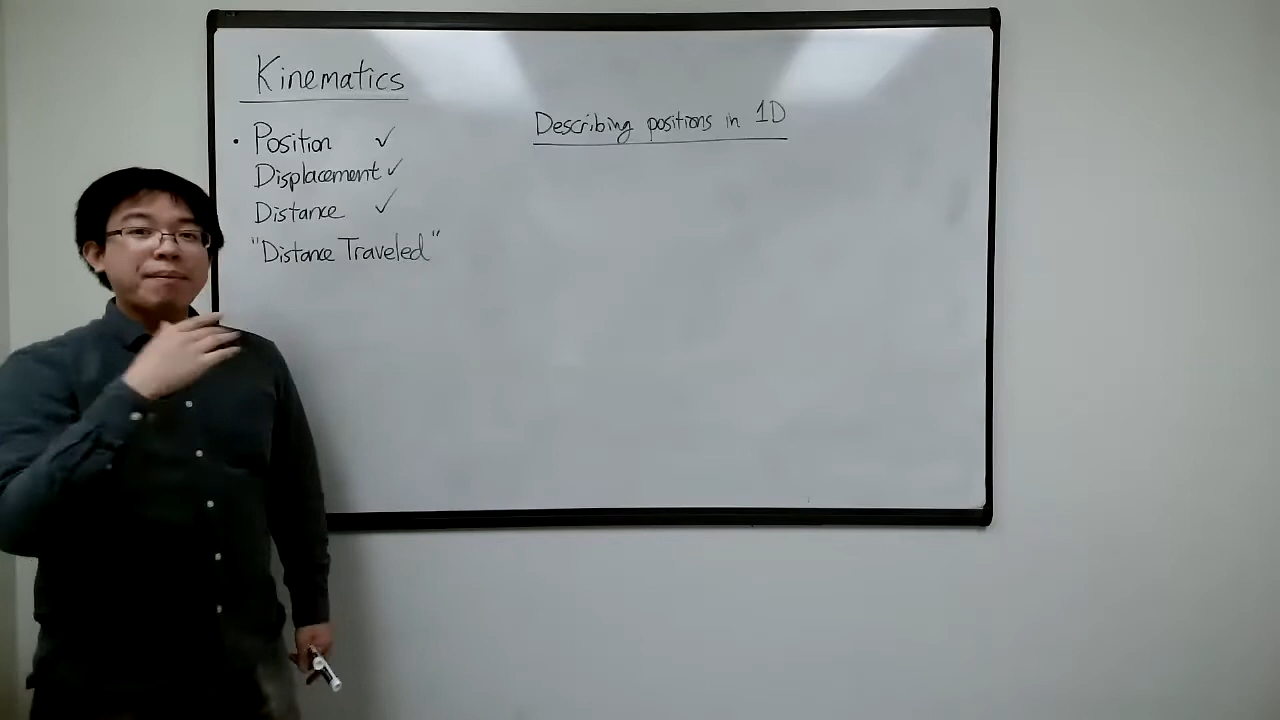 Kinematics
• Position ✓
Displacement ✓
Distance ✓
"Distance Traveled"
Describing positions in 1D